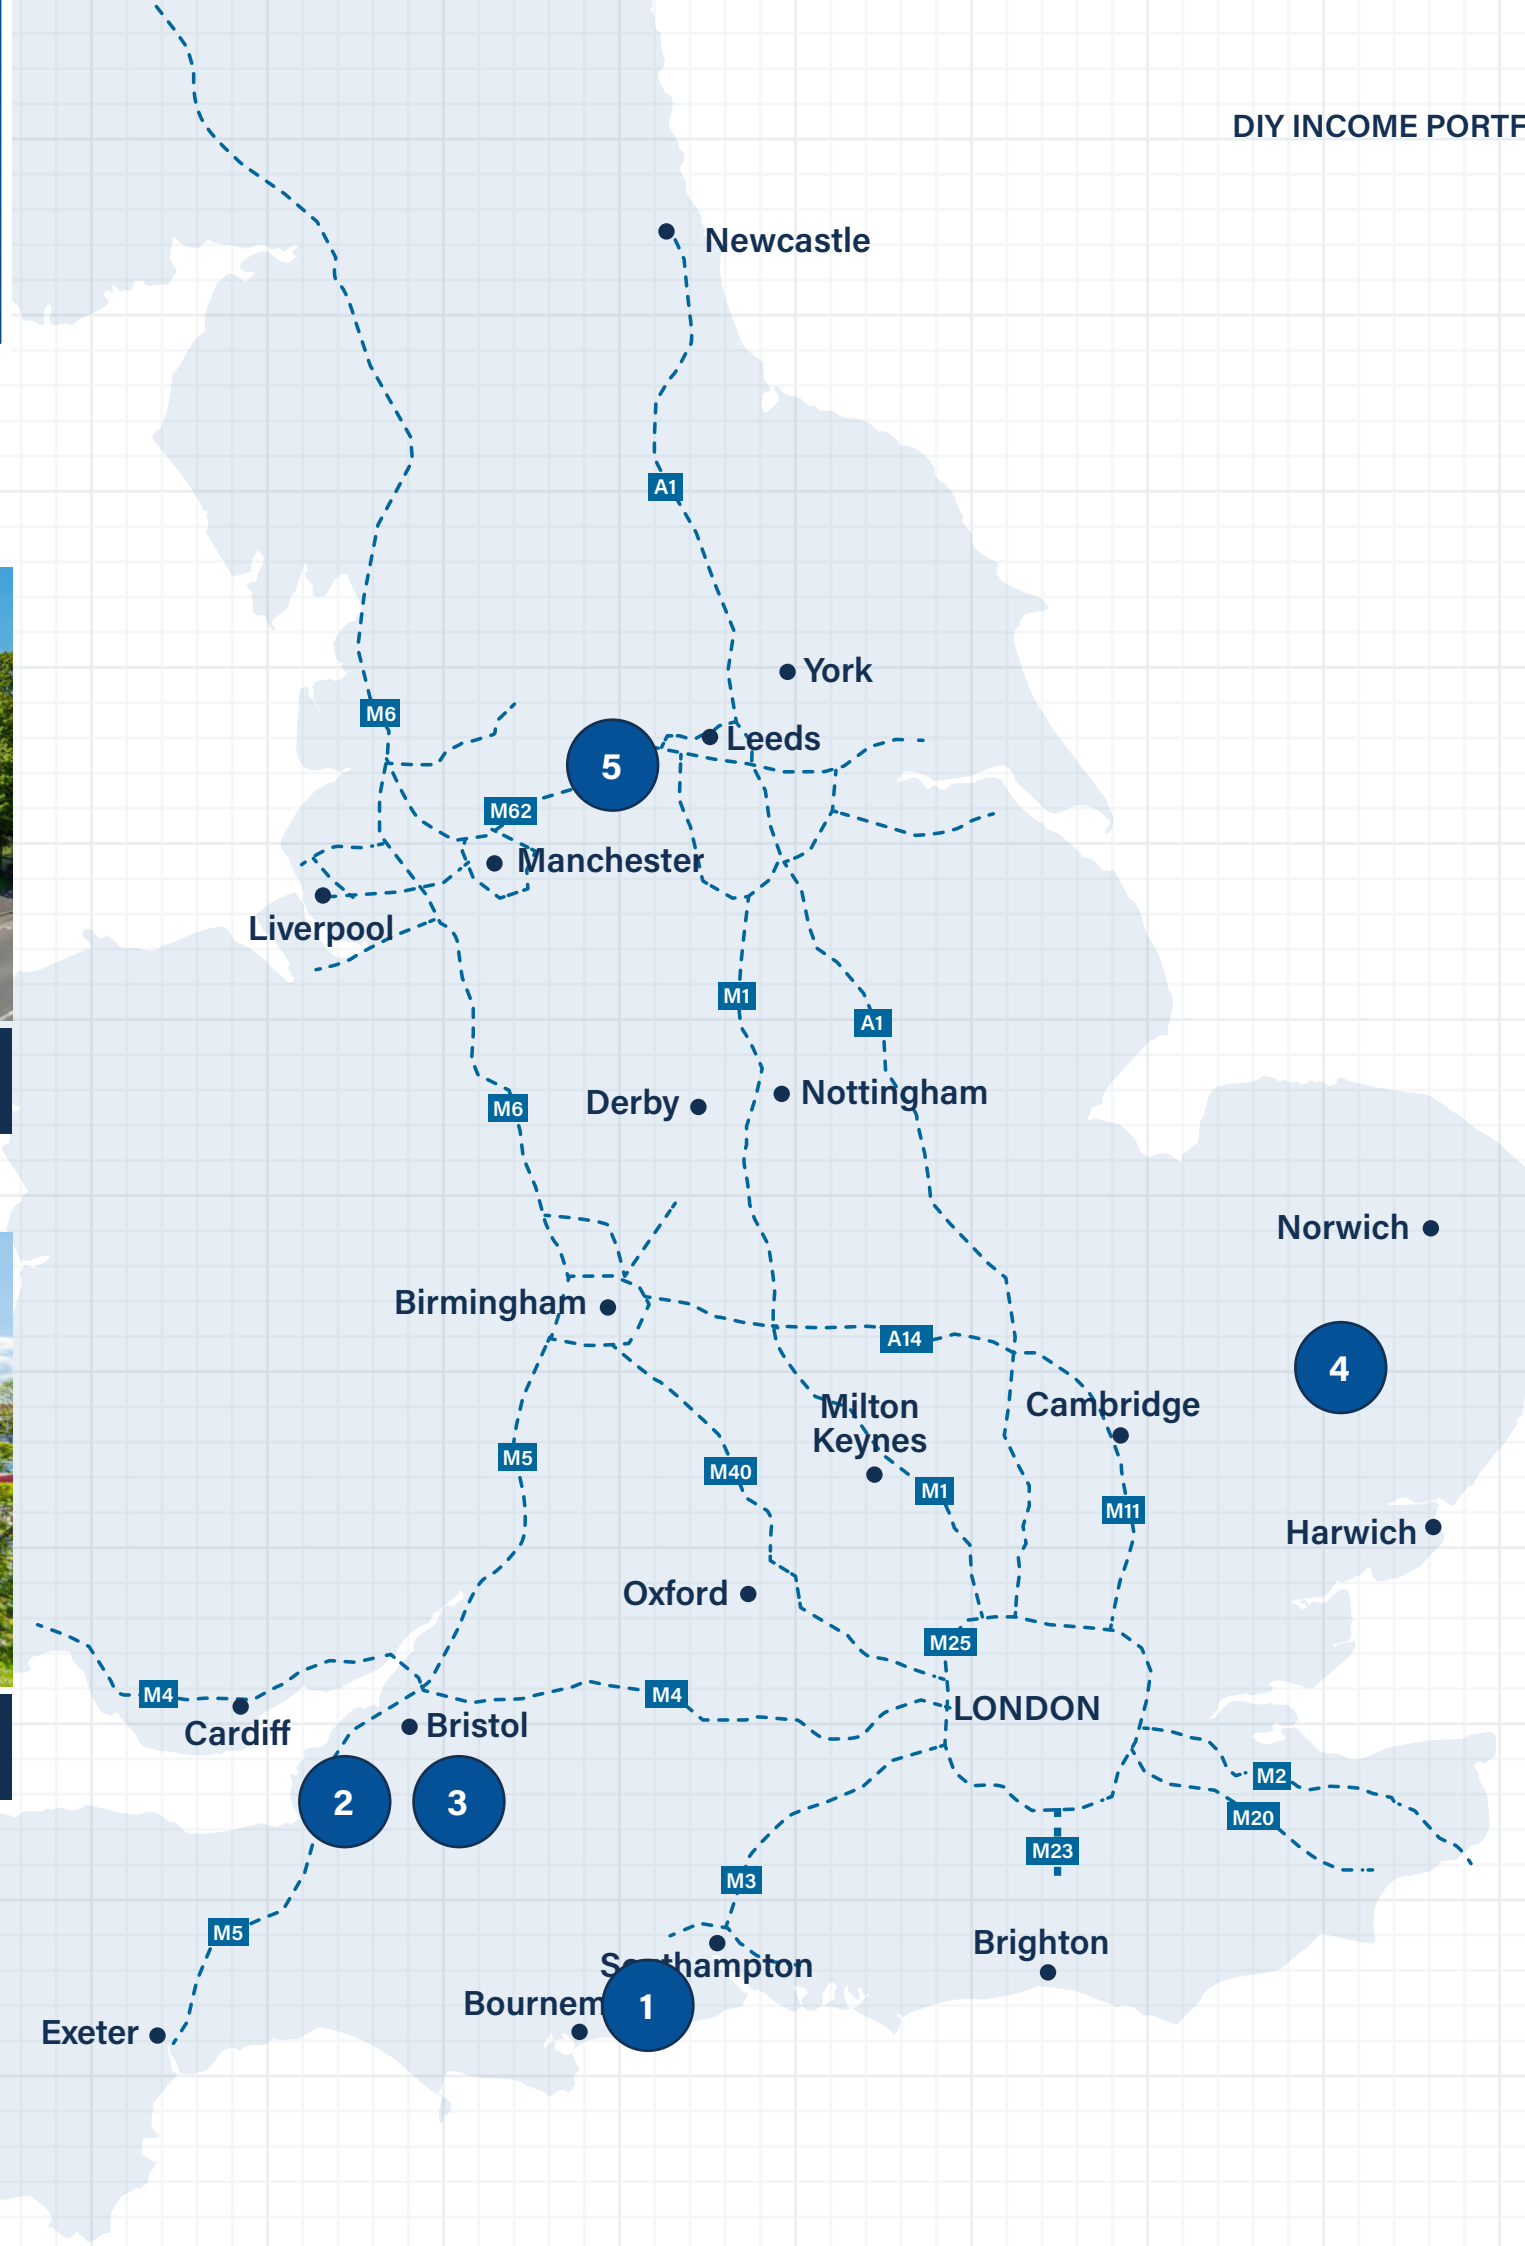 DIY INCOME PORTF
Newcastle
A1
York
M6
Leeds
5
M62
Manchester
Liverpool
M1
A1
Derby
Nottingham
M6
Norwich
Birmingham
A14
4
Milton
Keynes
Cambridge
M5
M40
M1
M11
Harwich
Oxford
M25
M4
M4
LONDON
Cardiff
Bristol
M2
2
3
M20
M23
M3
M5
Brighton
Southampton
Bournem
1
Exeter